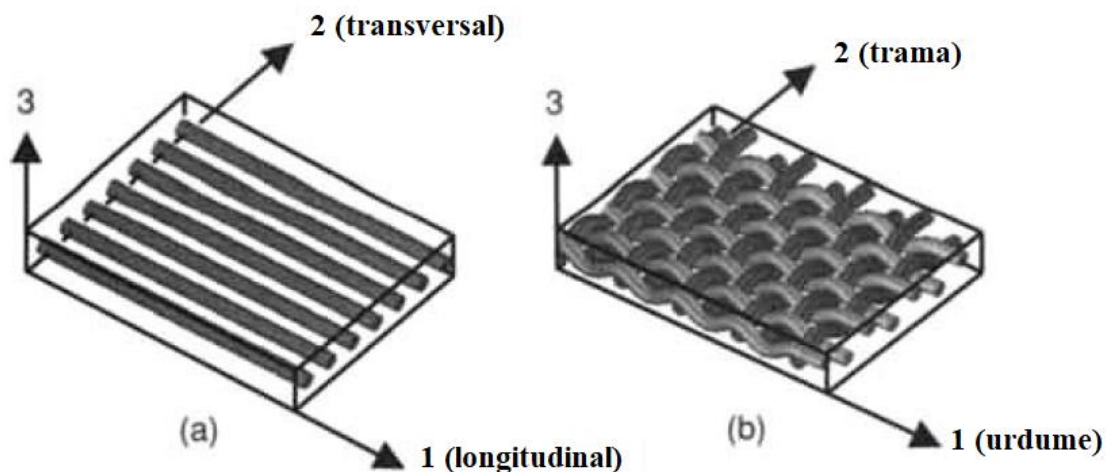 2 (transversal)
3
(a)
1 (longitudinal)
2 (trama)
3
(b)
1 (urdume)